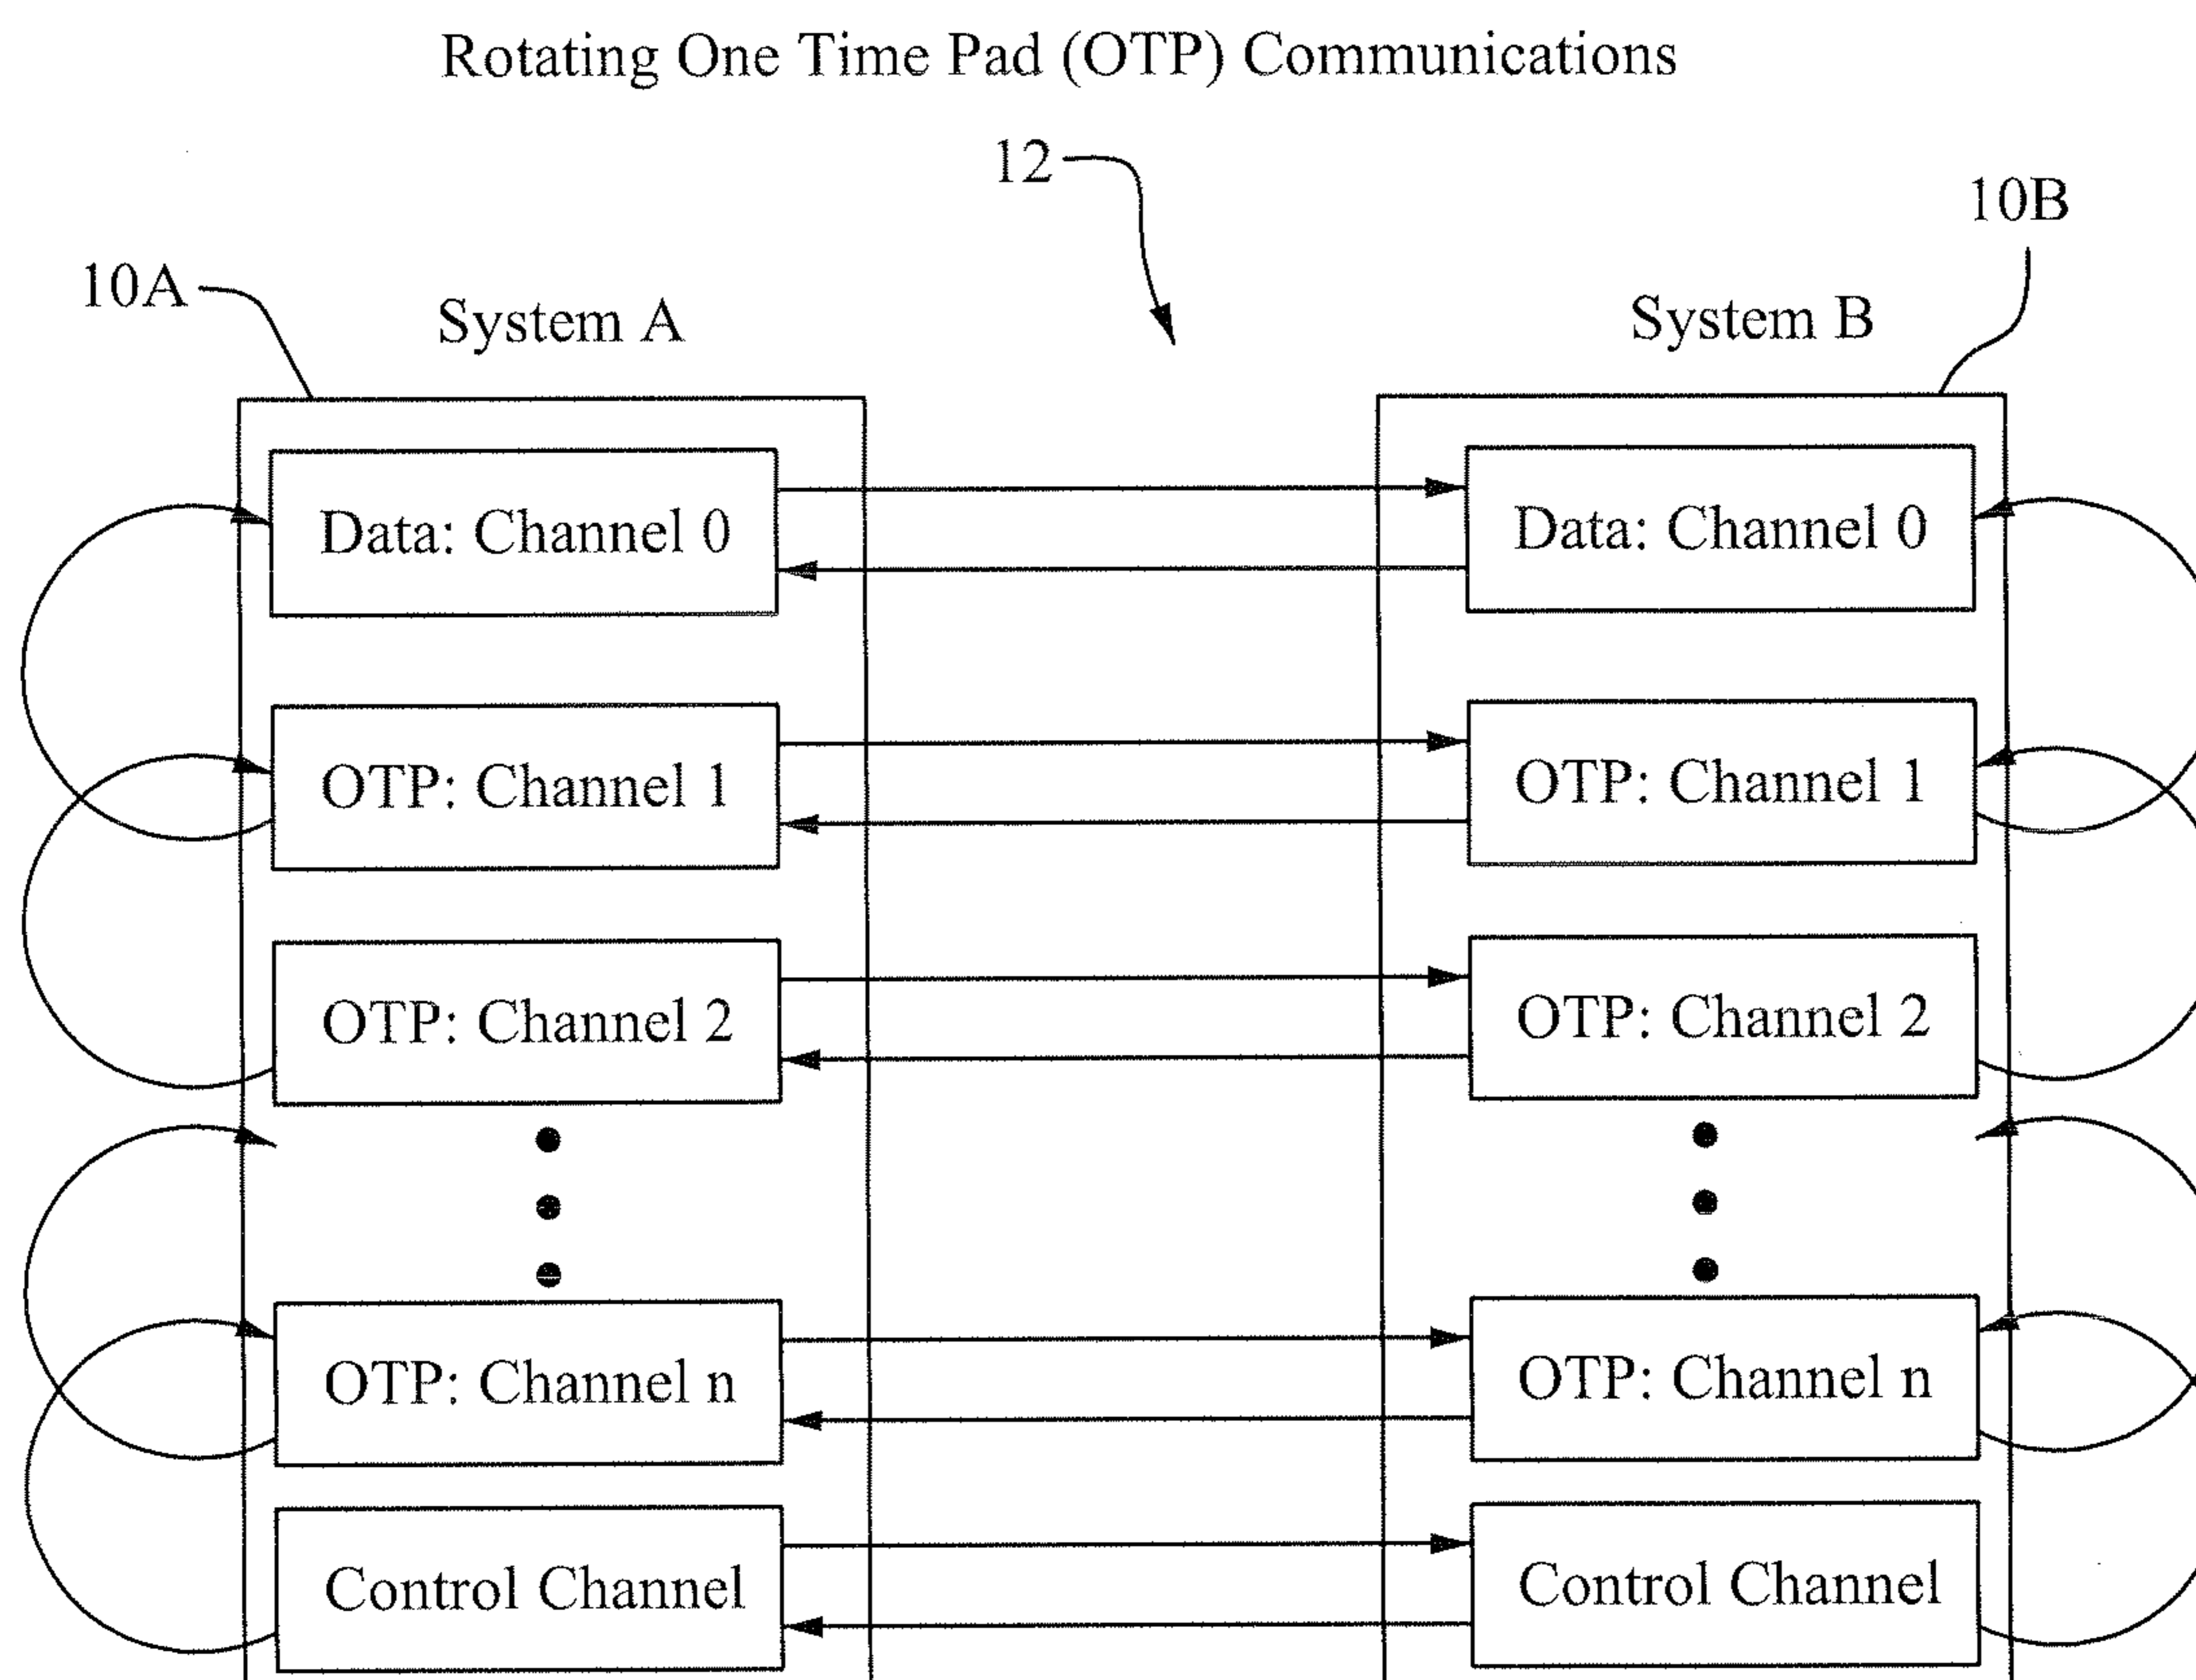 Rotating One Time Pad (OTP) Communications
12
10B
10A
System A
System B
Data: Channel 0
Data: Channel 0
OTP: Channel 1
OTP: Channel 1
OTP: Channel 2
OTP: Channel 2
OTP: Channel n
OTP: Channel n
Control Channel
Control Channel